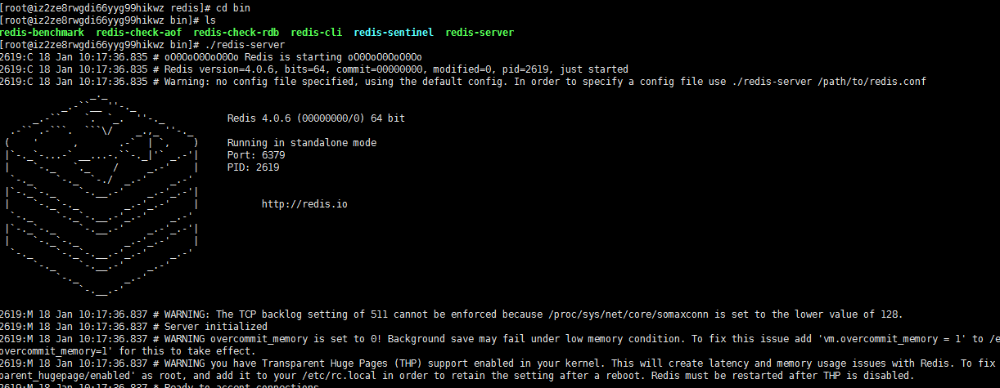 [root@iz2ze8rwgdi66yyg99hikwz redis]# cd bin
[root@iz2ze8rwgdi66yyg99hikwz bin]# ls
redis-benchmark  redis-check-aof  redis-check-rdb  redis-cli  redis-sentinel  redis-server
[root@iz2ze8rwgdi66yyg99hikwz bin]# ./redis-server
2619:C 18 Jan 10:17:36.835 # oO0OoO0OoO0Oo Redis is starting oO0OoO0OoO0Oo
2619:C 18 Jan 10:17:36.835 # Redis version=4.0.6, bits=64, commit=00000000, modified=0, pid=2619, just started
2619:C 18 Jan 10:17:36.835 # Warning: no config file specified, using the default config. In order to specify a config file use ./redis-server /path/to/redis.conf
Redis 4.0.6 (00000000/0) 64 bit
Running in standalone mode
Port: 6379
PID: 2619
http://redis.io
2619:M 18 Jan 10:17:36.837 # WARNING: The TCP backlog setting of 511 cannot be enforced because /proc/sys/net/core/somaxconn is set to the lower value of 128.
2619:M 18 Jan 10:17:36.837 # Server initialized
2619:M 18 Jan 10:17:36.837 # WARNING overcommit_memory is set to 0! Background save may fail under low memory condition. To fix this issue add 'vm.overcommit_memory = 1' to /e
overcommit_memory=1' for this to take effect.
2619:M 18 Jan 10:17:36.837 # WARNING you have Transparent Huge Pages (THP) support enabled in your kernel. This will create latency and memory usage issues with Redis. To fix
parent_hugepage/enabled' as root, and add it to your /etc/rc.local in order to retain the setting after a reboot. Redis must be restarted after THP is disabled.
2619:M 18 Jan 10:17:36.837 * Ready to accept connections